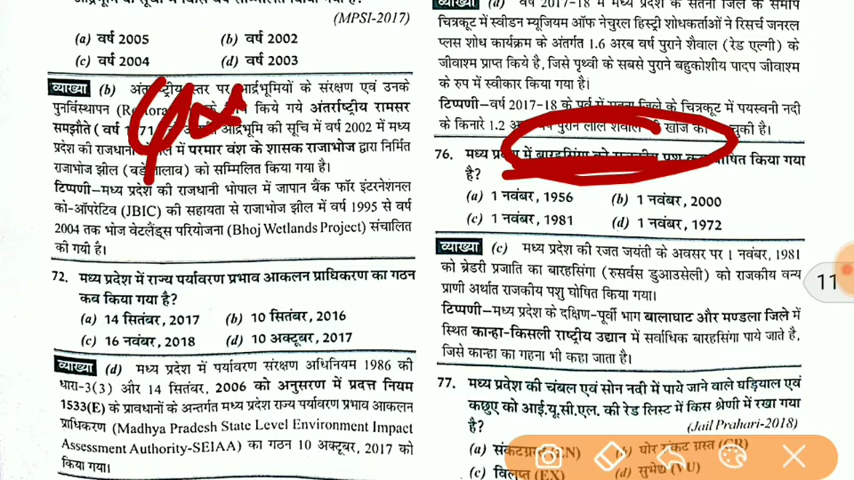 (MPSI-2017)
(a) वर्ष 2005 (b) वर्ष 2002
(c) वर्ष 2004 (d) वर्ष 2003
व्याख्या (b) स्तर पर आर्द्रभूमियों के संरक्षण एवं उनके
पुनर्विस्थापन किये गये अंतर्राष्ट्रीय रामसर
समझौते ( वर्ष आर्द्रभूमि की सूचि में वर्ष 2002 में मध्य
प्रदेश की राजधानी में परमार वंश के शासक राजाभोज द्वारा निर्मित
राजाभोज झील (बड़ा तालाब) को सम्मिलित किया गया है।
टिप्पणी–मध्य प्रदेश की राजधानी भोपाल में जापान बैंक फॉर इंटरनेशनल
को-ऑपरेटिव (JBIC) की सहायता से राजाभोज झील में वर्ष 1995 से वर्ष
2004 तक भोज वेटलैंड्स परियोजना (Bhoj Wetlands Project) संचालित
की गयी है।
72. मध्य प्रदेश में राज्य पर्यावरण प्रभाव आकलन प्राधिकरण का गठन
कब किया गया है?
(a) 14 सितंबर, 2017 (b) 10 सितंबर, 2016
(c) 16 नवंबर, 2018 (d) 10 अक्टूबर, 2017
व्याख्या (d) मध्य प्रदेश में पर्यावरण संरक्षण अधिनियम 1986 की
धारा-3(3) और 14 सितंबर, 2006 को अनुसरण में प्रदत्त नियम
1533(E) के प्रावधानों के अन्तर्गत मध्य प्रदेश राज्य पर्यावरण प्रभाव आकलन
प्राधिकरण (Madhya Pradesh State Level Environment Impact
Assessment Authority-SEIAA) का गठन 10 अक्टूबर, 2017 को
किया गया।
व्याख्या (d) वर्ष 2017-18 में मध्य प्रदेश के सतना जिले के समीप
चित्रकूट में स्वीडन म्यूजियम ऑफ नेचुरल हिस्ट्री शोधकर्ताओं ने रिसर्च जनरल
प्लस शोध कार्यक्रम के अंतर्गत 1.6 अरब वर्ष पुराने शैवाल (रेड एल्गी) के
जीवाश्म प्राप्त किये है, जिसे पृथ्वी के सबसे पुराने बहुकोशीय पादप जीवाश्म
के रुप में स्वीकार किया गया है।
टिप्पणी–वर्ष 2017-18 के पूर्व में सतना जिले के चित्रकूट में पयस्वनी नदी
के किनारे 1.2 वर्ष पुराने लाल शैवाल की खोज की चुकी है।
76. मध्य प्रदेश में बारहसिंगा को राजकीय पशु कब घोषित किया गया
है?
(a) 1 नवंबर, 1956 (b) 1 नवंबर, 2000
(c) 1 नवंबर, 1981 (d) 1 नवंबर, 1972
व्याख्या (c) मध्य प्रदेश की रजत जयंती के अवसर पर 1 नवंबर, 1981
को ब्रेडरी प्रजाति का बारहसिंगा (रुसर्वस डुआउसेली) को राजकीय वन्य
प्राणी अर्थात राजकीय पशु घोषित किया गया।
टिप्पणी–मध्य प्रदेश के दक्षिण-पूर्वी भाग बालाघाट और मण्डला जिले में
स्थित कान्हा-किसली राष्ट्रीय उद्यान में सर्वाधिक बारहसिंगा पाये जाते है,
जिसे कान्हा का गहना भी कहा जाता है।
77. मध्य प्रदेश की चंबल एवं सोन नदी में पाये जाने वाले घड़ियाल एवं
कछुए को आई.यू.सी.एल. की रेड लिस्ट में किस श्रेणी में रखा गया
है? (Jail Prahari-2018)
(a) संकटग्रस्त (EN) (b) घोर संकट ग्रस्त (CR)
(c) विलुप्त (EX) (d) सुभेद्य (VU)
11